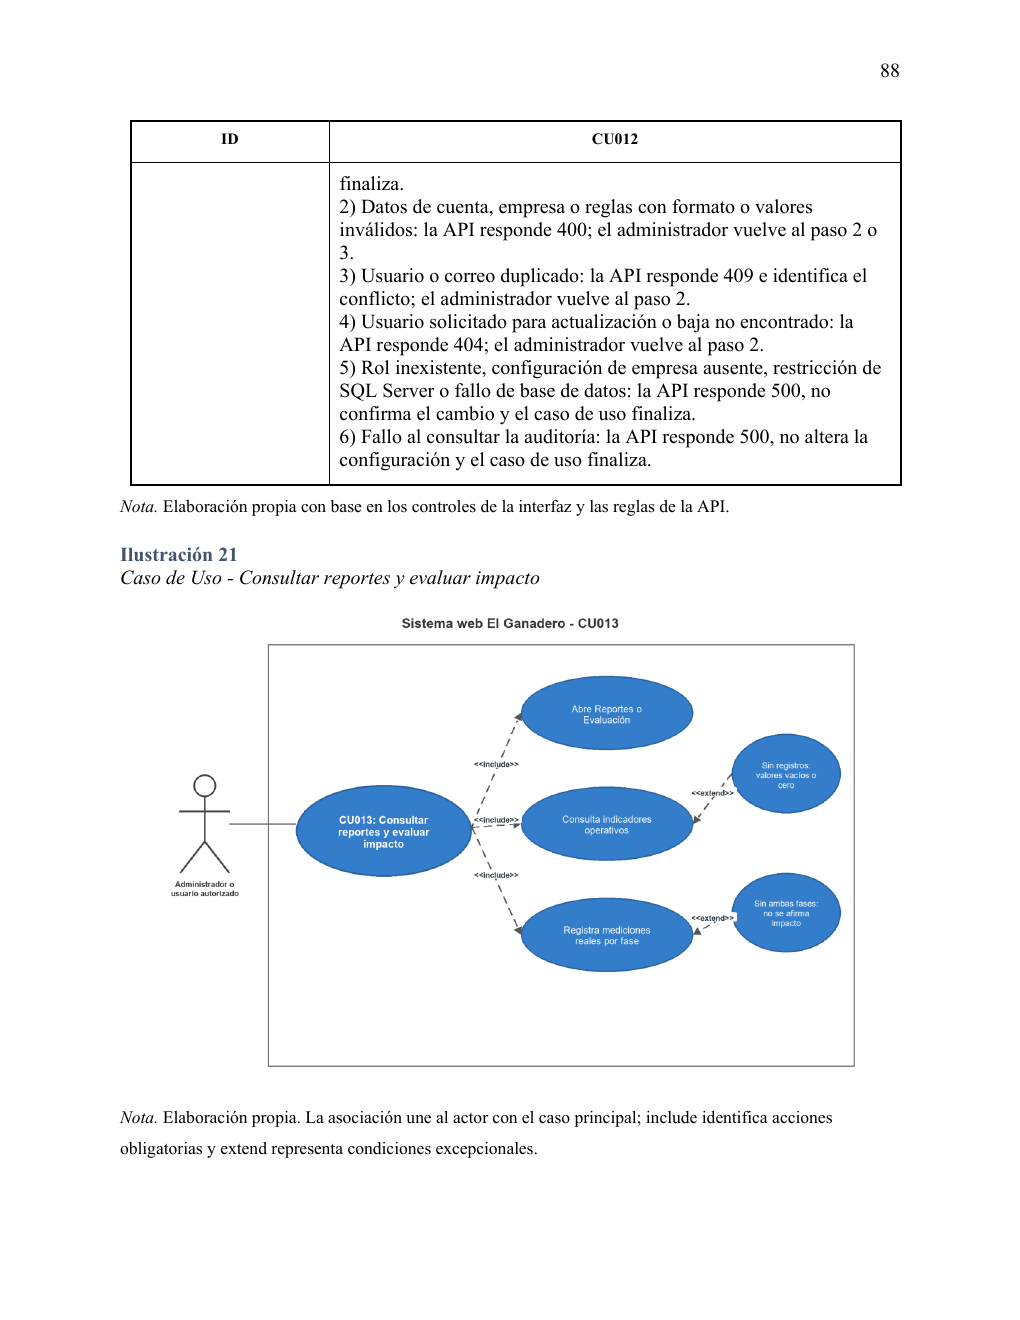 88
ID
CU012
finaliza.
2) Datos de cuenta, empresa o reglas con formato o valores
inválidos: la API responde 400; el administrador vuelve al paso 2 o
3.
3) Usuario o correo duplicado: la API responde 409 e identifica el
conflicto; el administrador vuelve al paso 2.
4) Usuario solicitado para actualización o baja no encontrado: la
API responde 404; el administrador vuelve al paso 2.
5) Rol inexistente, configuración de empresa ausente, restricción de
SQL Server o fallo de base de datos: la API responde 500, no
confirma el cambio y el caso de uso finaliza.
6) Fallo al consultar la auditoría: la API responde 500, no altera la
configuración y el caso de uso finaliza.
Nota. Elaboración propia con base en los controles de la interfaz y las reglas de la API.
Ilustración 21
Caso de Uso - Consultar reportes y evaluar impacto
Sistema web El Ganadero - CU013
Abre Reportes o
Evaluación
<<include>>
Sin registros:
valores vacíos o
cero
<<extend>>
CU013: Consultar
reportes y evaluar
impacto
<<include>>
Consulta indicadores
operativos
<<include>>
Administrador o
usuario autorizado
Sin ambas fases:
no se afirma
impacto
<<extend>>
Registra mediciones
reales por fase
Nota. Elaboración propia. La asociación une al actor con el caso principal; include identifica acciones
obligatorias y extend representa condiciones excepcionales.